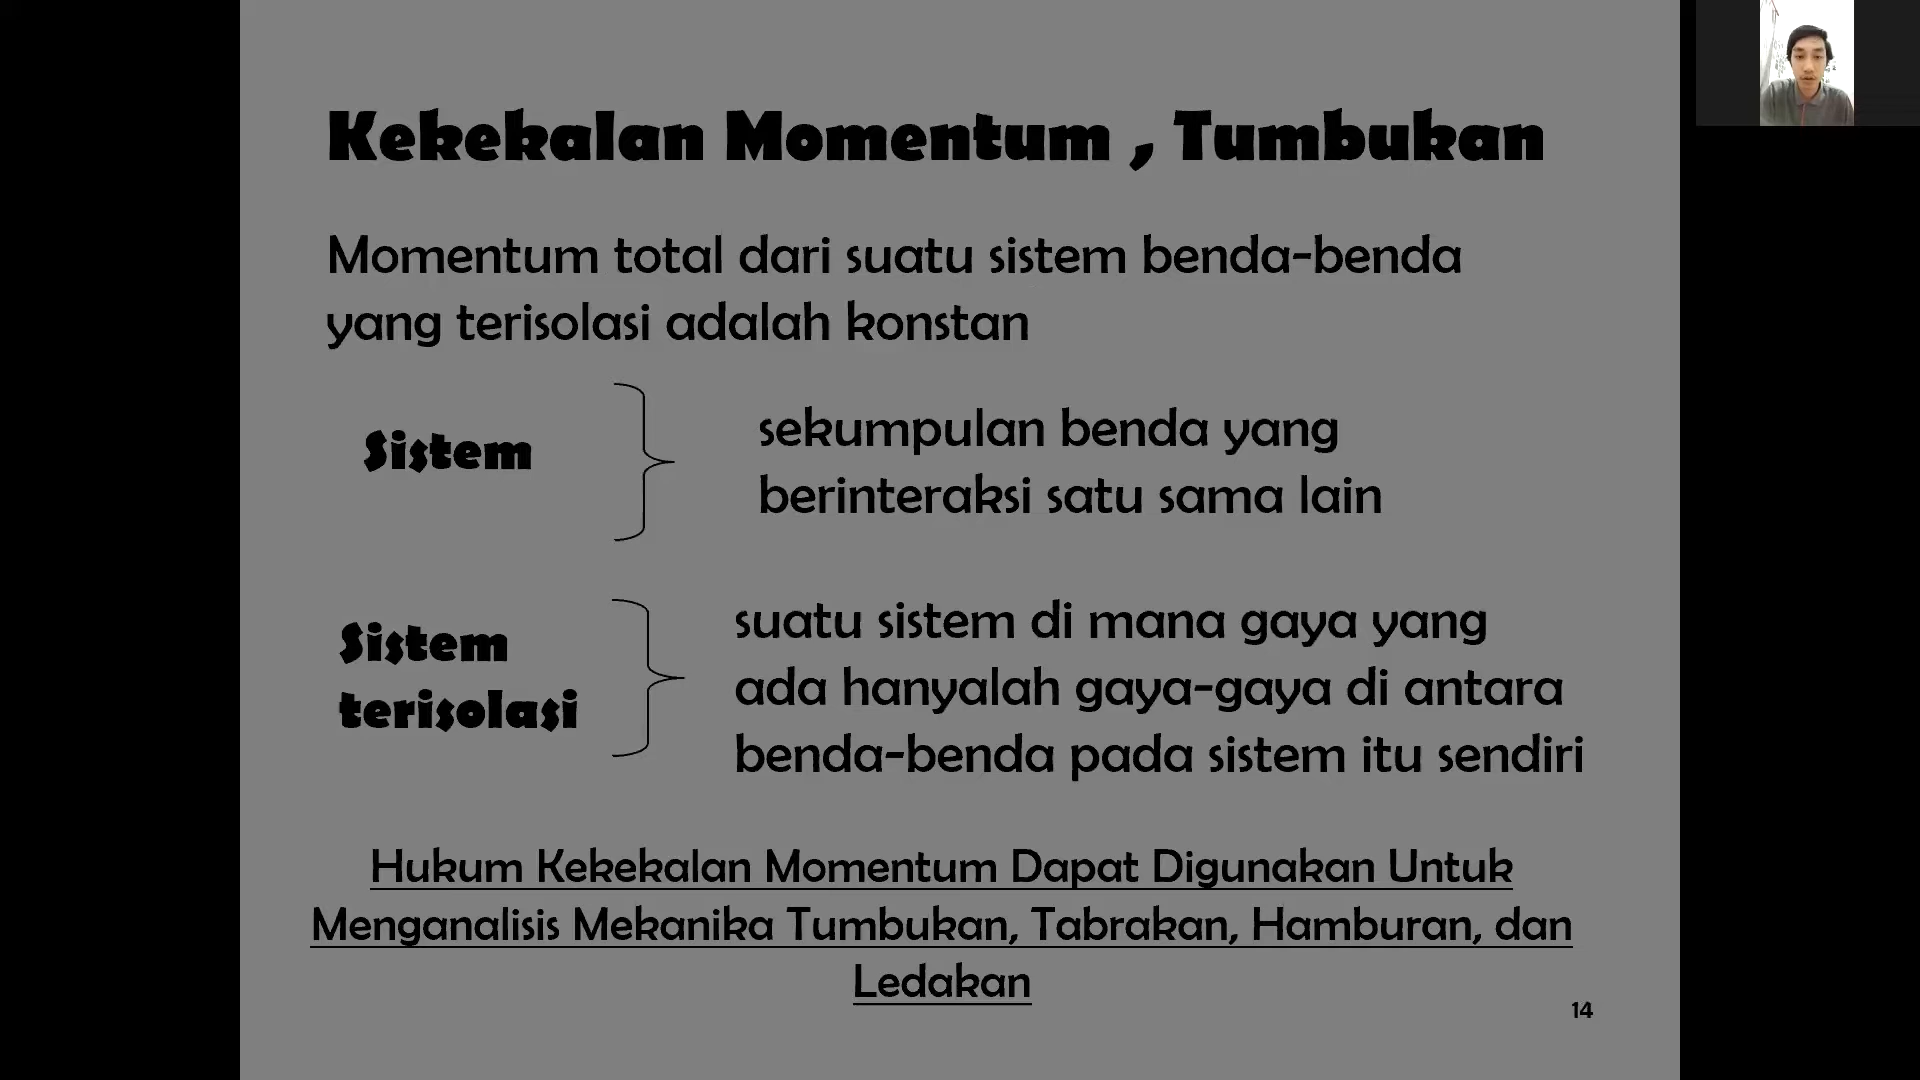 Kekekalan Momentum , Tumbukan
Momentum total dari suatu sistem benda-benda
yang terisolasi adalah konstan
Sistem
sekumpulan benda yang
berinteraksi satu sama lain
Sistem
terisolasi
suatu sistem di mana gaya yang
ada hanyalah gaya-gaya di antara
benda-benda pada sistem itu sendiri
Hukum Kekekalan Momentum Dapat Digunakan Untuk
Menganalisis Mekanika Tumbukan, Tabrakan, Hamburan, dan
Ledakan
14